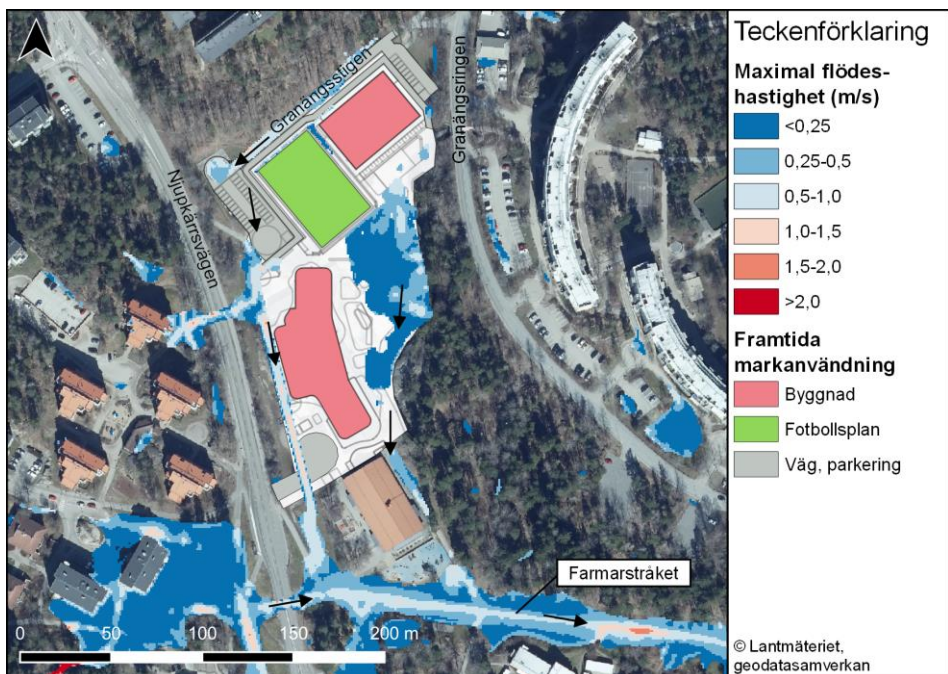 Granängsstigen
Granängsringen
Njupkärrsvägen
Farmarstråket
0 50 100 150 200 m
Teckenförklaring
Maximal flödes-
hastighet (m/s)
<0,25
0,25-0,5
0,5-1,0
1,0-1,5
1,5-2,0
>2,0
Framtida
markanvändning
Byggnad
Fotbollsplan
Väg, parkering
© Lantmäteriet,
geodatasamverkan